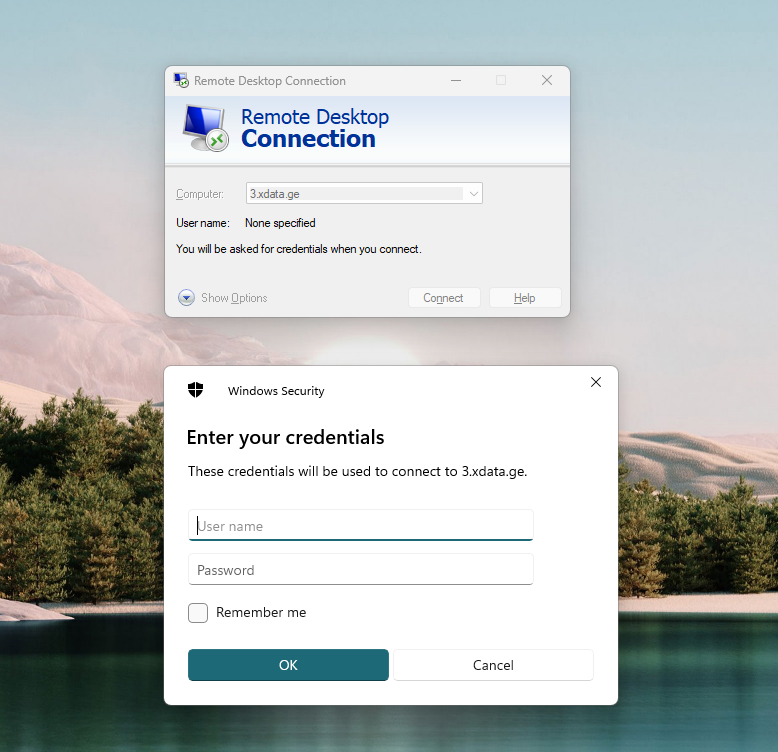 Remote Desktop Connection
Remote Desktop
Connection
Computer: 3.xdata.ge
User name: None specified
You will be asked for credentials when you connect.
Show Options Connect Help
Windows Security
Enter your credentials
These credentials will be used to connect to 3.xdata.ge.
User name
Password
Remember me
OK Cancel